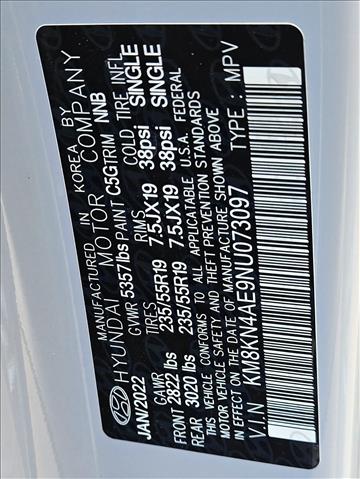 MANUFACTURED IN KOREA BY
HYUNDAI MOTOR COMPANY
JAN/2022 MANUFACTURED
GVWR 5357lbs PAINT C5GTRIM NNB
GAWR TIRES RIMS COLD TIRE INFL.
FRONT 2822 lbs 235/55R19 7.5JX19 38psi SINGLE
REAR 3020 lbs 235/55R19 7.5JX19 38psi SINGLE
THIS VEHICLE CONFORMS TO ALL APPLICABLE U.S.A. FEDERAL
MOTOR VEHICLE SAFETY AND THEFT PREVENTION STANDARDS
IN EFFECT ON THE DATE OF MANUFACTURE SHOWN ABOVE
V.I.N : KM8KN4AE9NU073097 TYPE : MPV